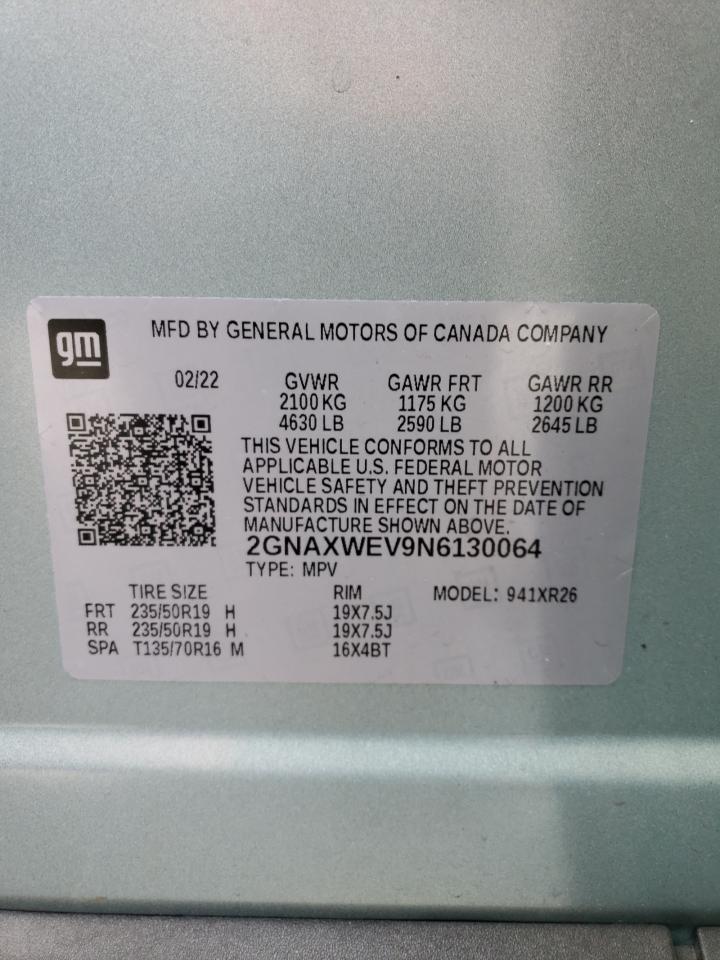 gm
MFD BY GENERAL MOTORS OF CANADA COMPANY
02/22 GVWR GAWR FRT GAWR RR
2100 KG 1175 KG 1200 KG
4630 LB 2590 LB 2645 LB
THIS VEHICLE CONFORMS TO ALL
APPLICABLE U.S. FEDERAL MOTOR
VEHICLE SAFETY AND THEFT PREVENTION
STANDARDS IN EFFECT ON THE DATE OF
MANUFACTURE SHOWN ABOVE.
2GNAXWEV9N6130064
TYPE: MPV
TIRE SIZE RIM MODEL: 941XR26
FRT 235/50R19 H 19X7.5J
RR 235/50R19 H 19X7.5J
SPA T135/70R16 M 16X4BT